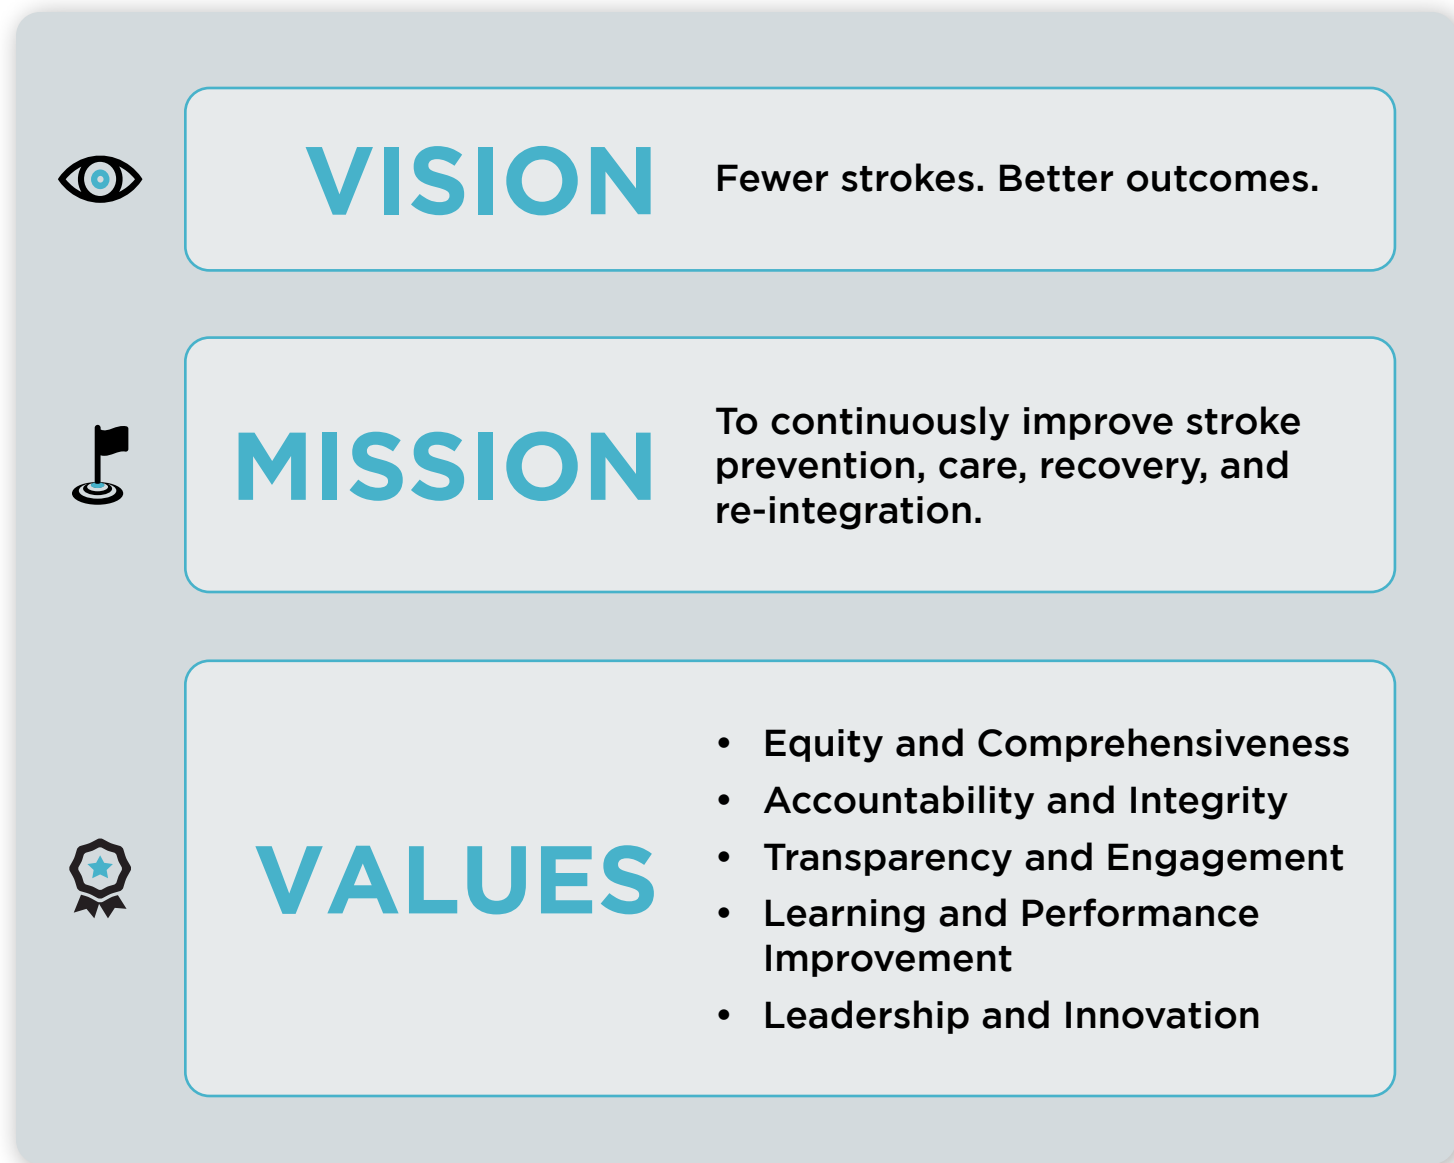 VISION
Fewer strokes. Better outcomes.
MISSION
To continuously improve stroke
prevention, care, recovery, and
re-integration.
VALUES
• Equity and Comprehensiveness
• Accountability and Integrity
• Transparency and Engagement
• Learning and Performance
Improvement
• Leadership and Innovation